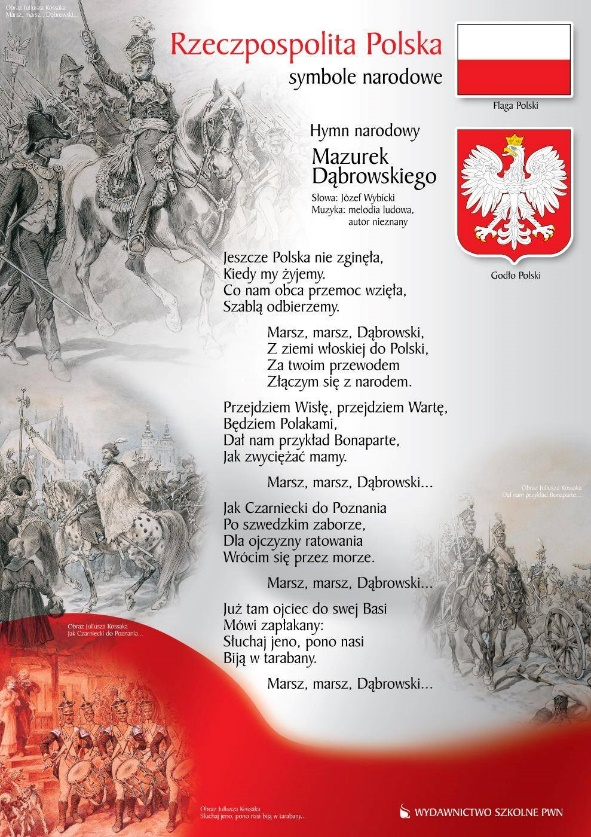 Obraz Juliusza Kossaka
Marsz, marsz, Dąbrowski...
Rzeczpospolita Polska
symbole narodowe
Flaga Polski
Hymn narodowy
Mazurek
Dąbrowskiego
Słowa: Józef Wybicki
Muzyka: melodia ludowa,
autor nieznany
Godło Polski
Jeszcze Polska nie zginęła,
Kiedy my żyjemy.
Co nam obca przemoc wzięła,
Szablą odbierzemy.
Marsz, marsz, Dąbrowski,
Z ziemi włoskiej do Polski,
Za twoim przewodem
Złączym się z narodem.
Przejdziem Wisłę, przejdziem Wartę,
Będziem Polakami,
Dał nam przykład Bonaparte,
Jak zwyciężać mamy.
Marsz, marsz, Dąbrowski...
Obraz Juliusza Kossaka
Dał nam przykład Bonaparte...
Jak Czarniecki do Poznania
Po szwedzkim zaborze,
Dla ojczyzny ratowania
Wrócim się przez morze.
Marsz, marsz, Dąbrowski...
Już tam ojciec do swej Basi
Mówi zapłakany:
Słuchaj jeno, pono nasi
Biją w tarabany.
Marsz, marsz, Dąbrowski...
Obraz Juliusza Kossaka
Jak Czarniecki do Poznania...
Obraz Juliusza Kossaka
Słuchaj jeno, pono nasi biją w tarabany...
WYDAWNICTWO SZKOLNE PWN